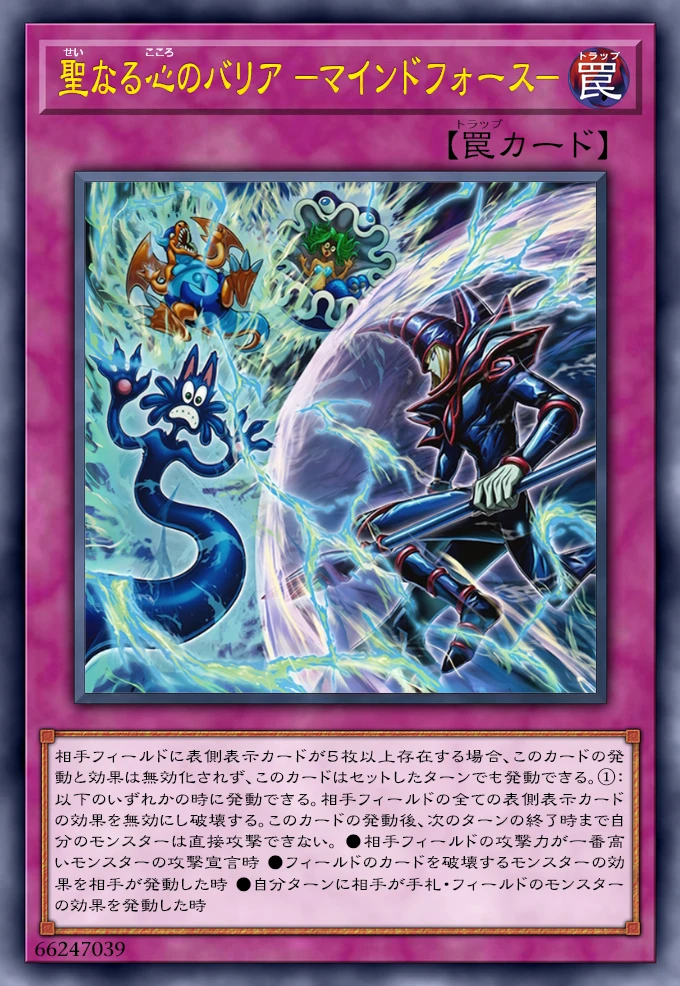 せい こころ
聖なる心のバリア －マインドフォース－
トラップ
罠
トラップ
【罠カード】
相手フィールドに表側表示カードが５枚以上存在する場合、このカードの発
動と効果は無効化されず、このカードはセットしたターンでも発動できる。①：
以下のいずれかの時に発動できる。相手フィールドの全ての表側表示カード
の効果を無効にし破壊する。このカードの発動後、次のターンの終了時まで自
分のモンスターは直接攻撃できない。 ●相手フィールドの攻撃力が一番高
いモンスターの攻撃宣言時 ●フィールドのカードを破壊するモンスターの効
果を相手が発動した時 ●自分ターンに相手が手札・フィールドのモンスター
の効果を発動した時
66247039